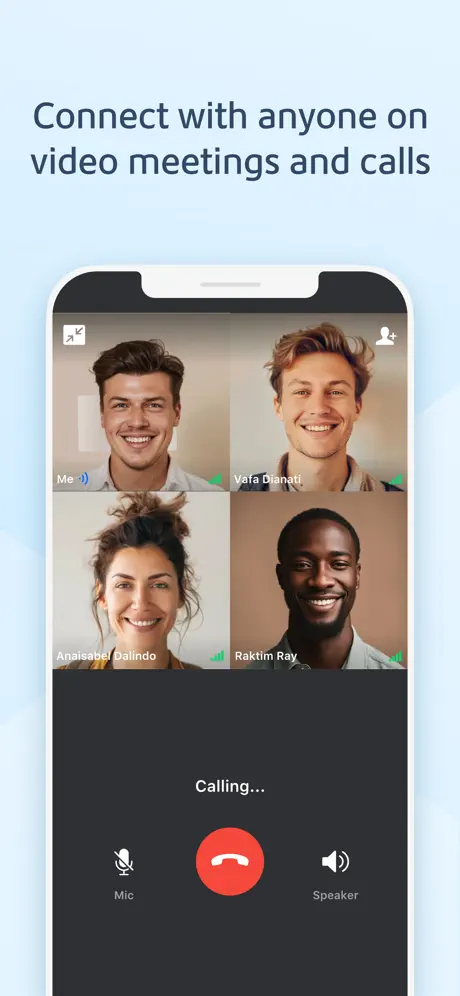 Connect with anyone on
video meetings and calls
Me
Vafa Dianati
Anaisabel Dalindo
Raktim Ray
Calling...
Mic
Speaker